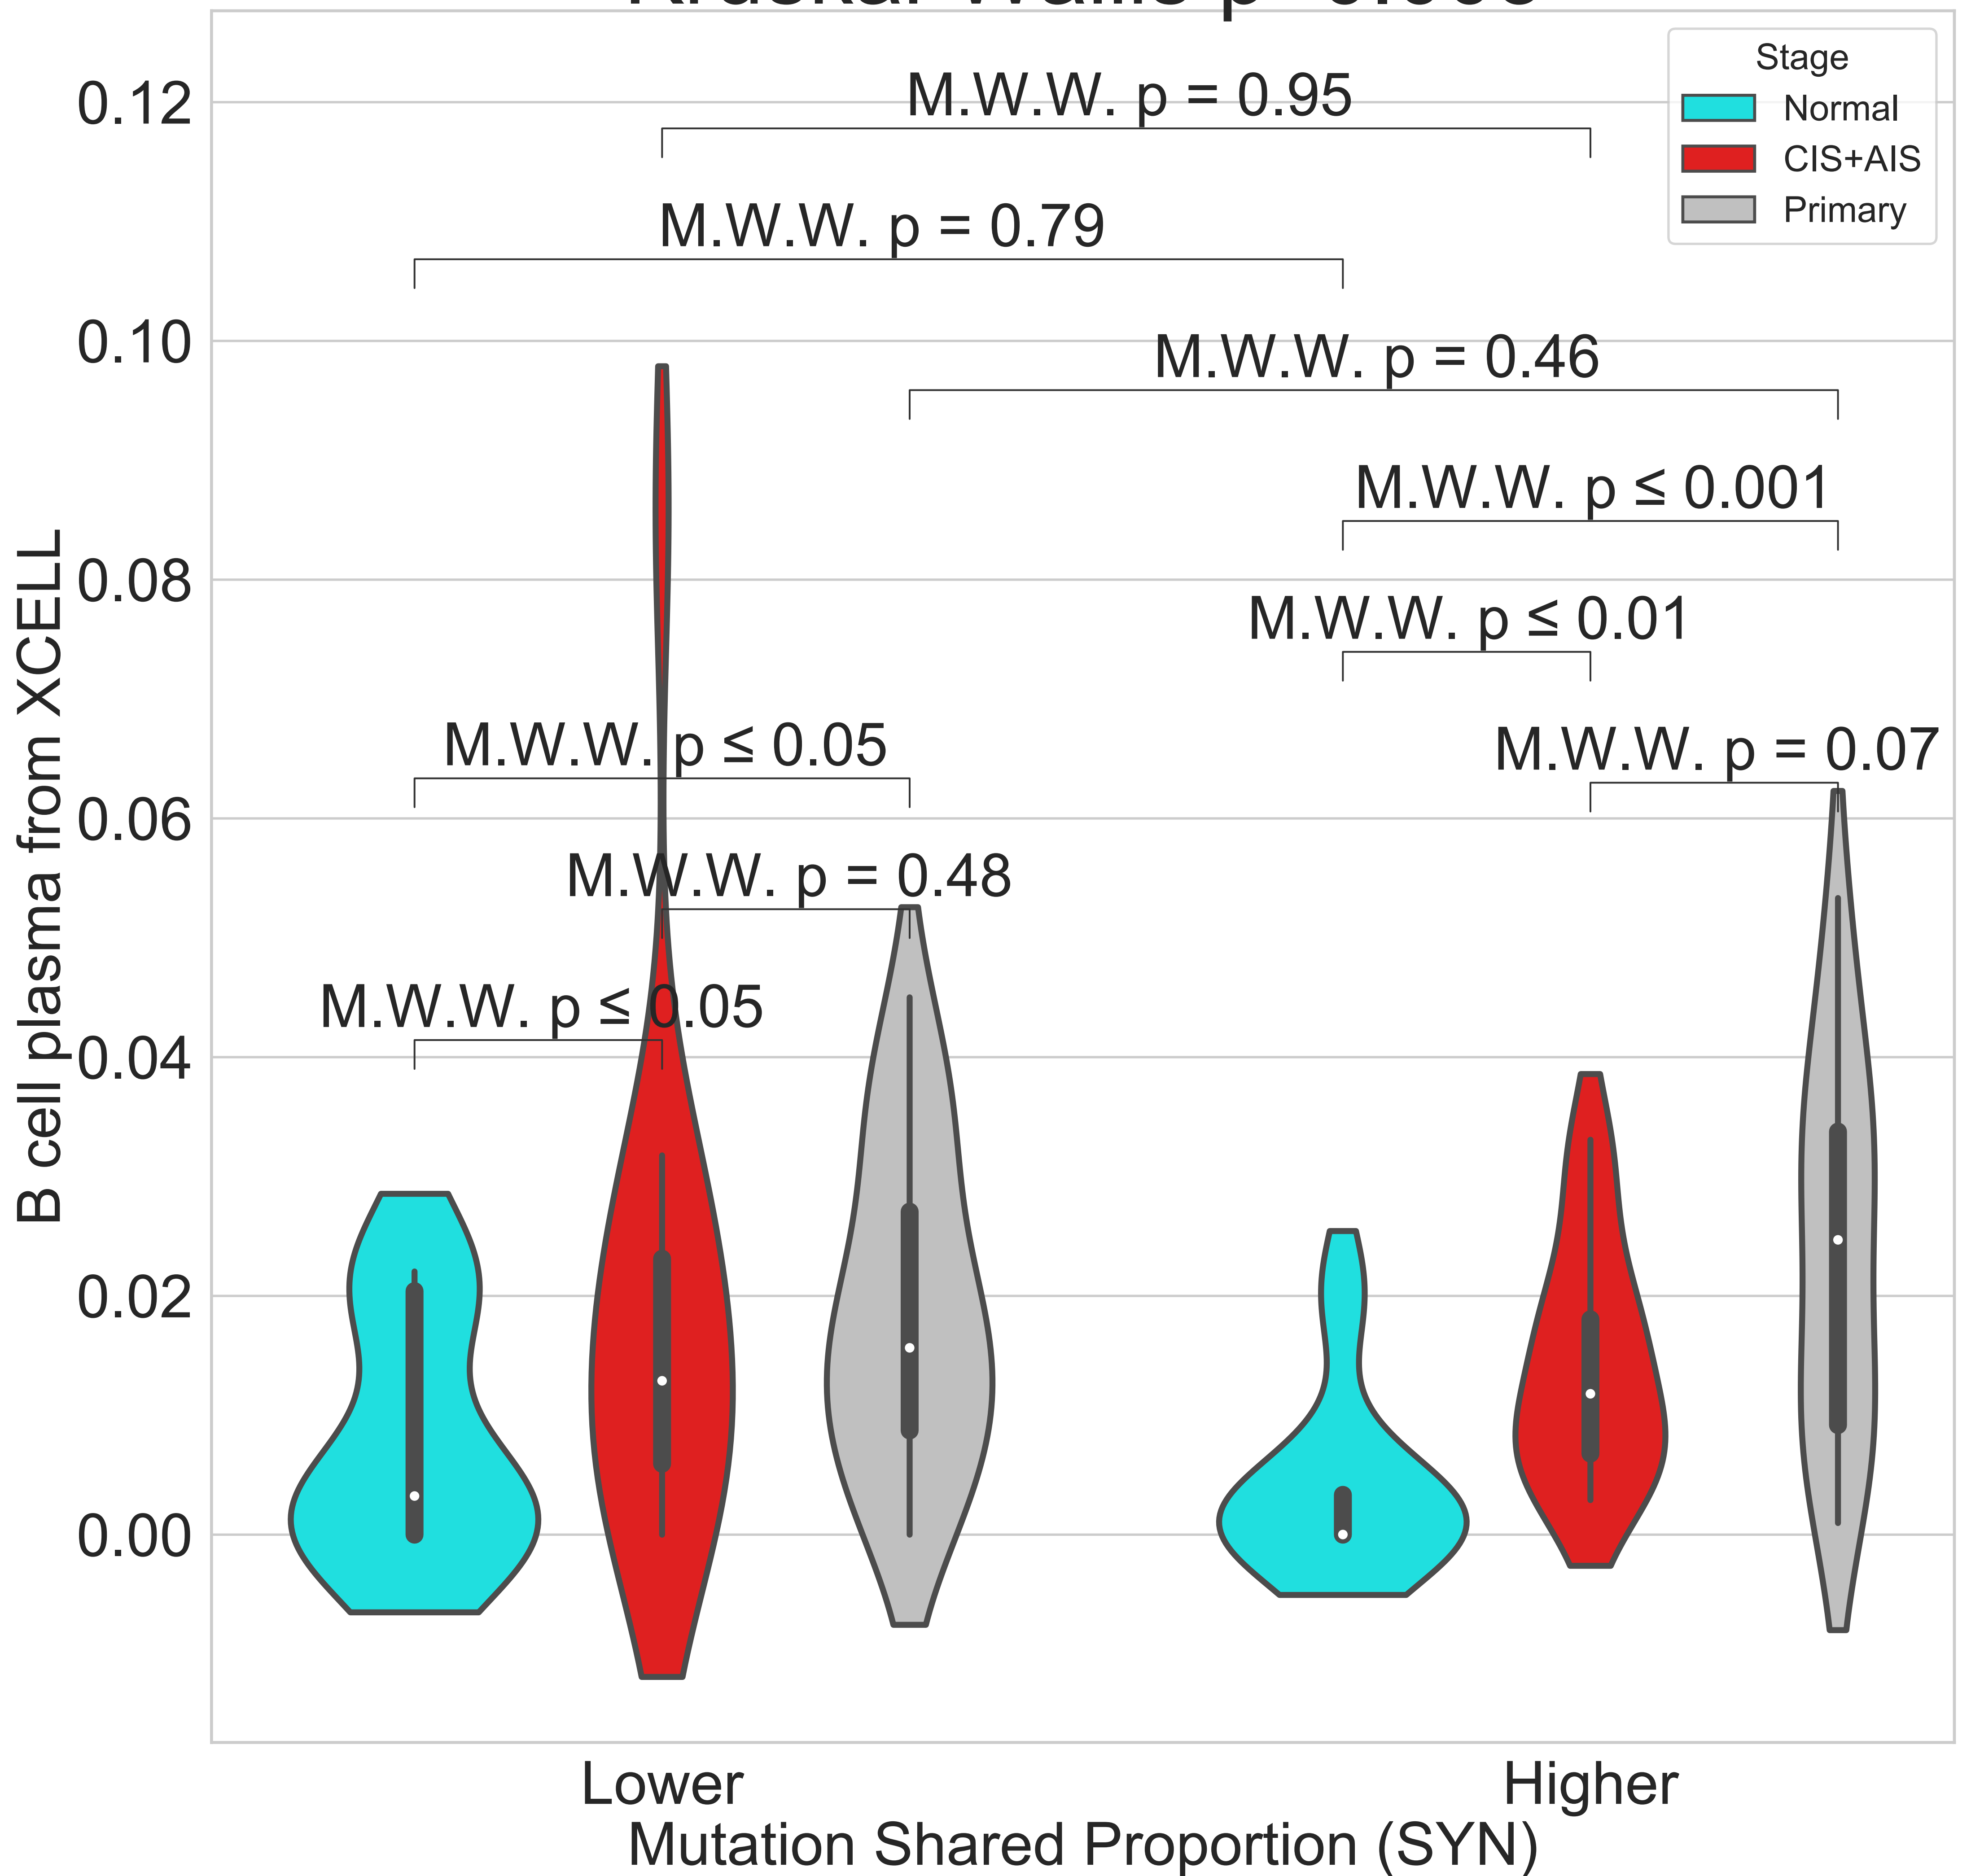 Stage
Normal
CIS+AIS
Primary
M.W.W. p = 0.95
M.W.W. p = 0.79
M.W.W. p = 0.46
M.W.W. p ≤ 0.001
M.W.W. p ≤ 0.01
M.W.W. p ≤ 0.05
M.W.W. p = 0.07
M.W.W. p = 0.48
M.W.W. p ≤ 0.05
0.12
0.10
0.08
0.06
0.04
0.02
0.00
B cell plasma from XCELL
Lower
Higher
Mutation Shared Proportion (SYN)